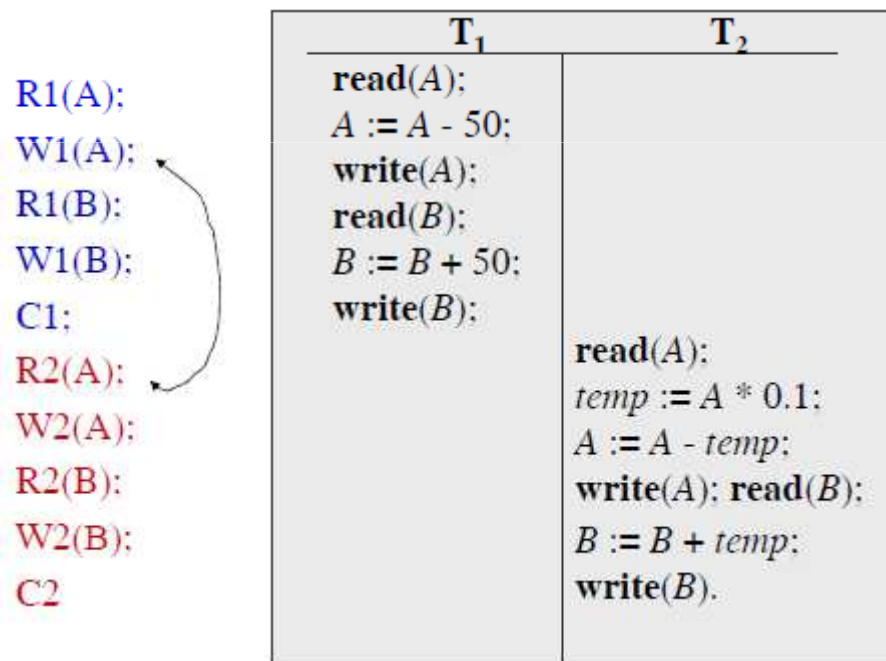 R1(A);
W1(A);
R1(B);
W1(B);
C1;
R2(A);
W2(A);
R2(B);
W2(B);
C2
T₁ T₂
read(A);
A := A - 50;
write(A);
read(B);
B := B + 50;
write(B);
read(A);
temp := A * 0.1;
A := A - temp;
write(A); read(B);
B := B + temp;
write(B).